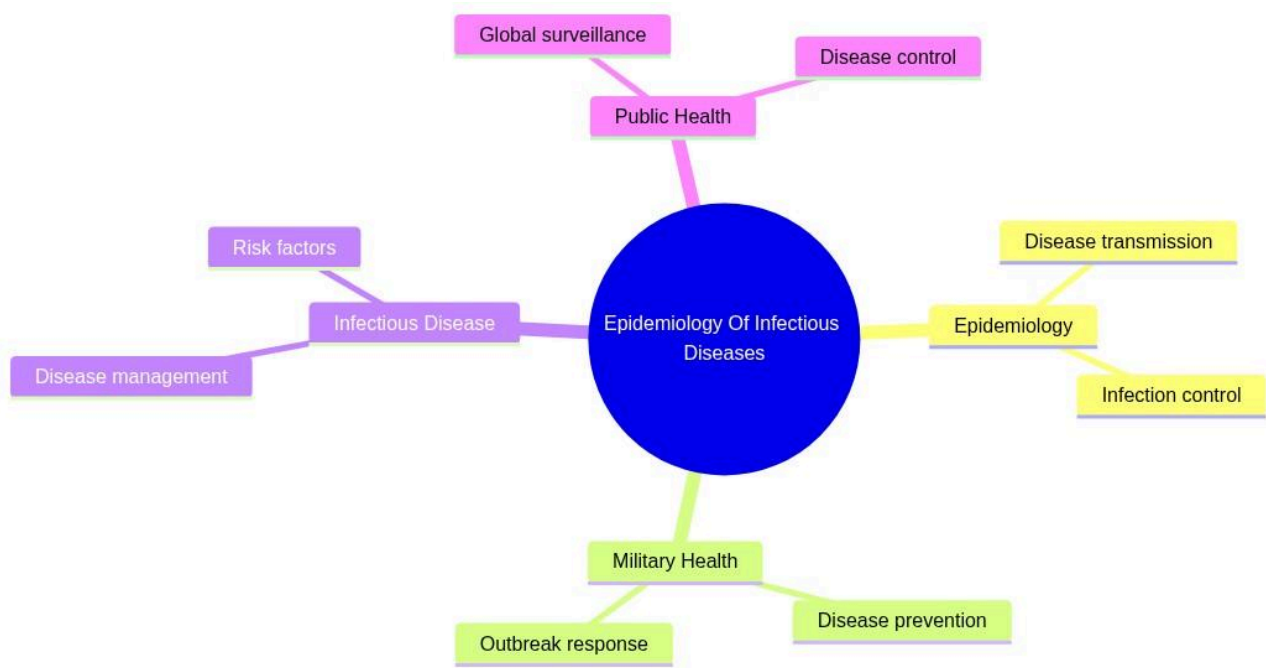 Global surveillance
Disease control
Public Health
Risk factors
Disease transmission
Infectious Disease
Epidemiology Of Infectious
Diseases
Epidemiology
Disease management
Infection control
Military Health
Disease prevention
Outbreak response